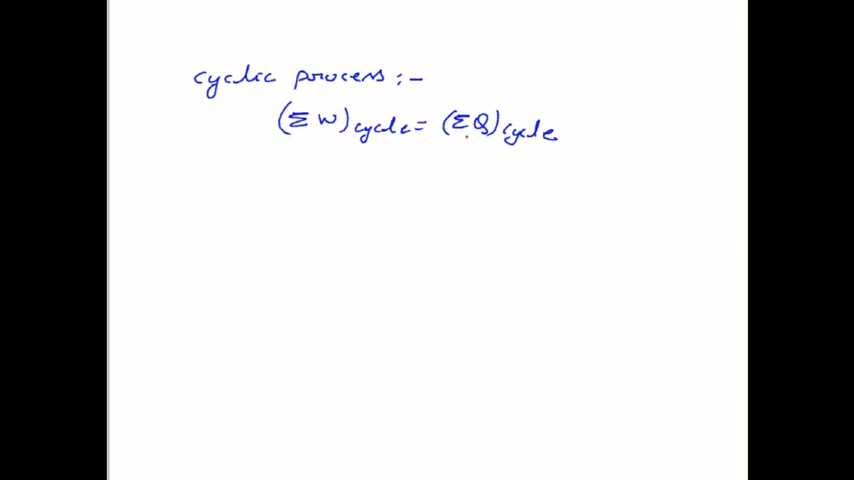 cyclic process :-
(Σ W)cycle = (Σ Q)cycle